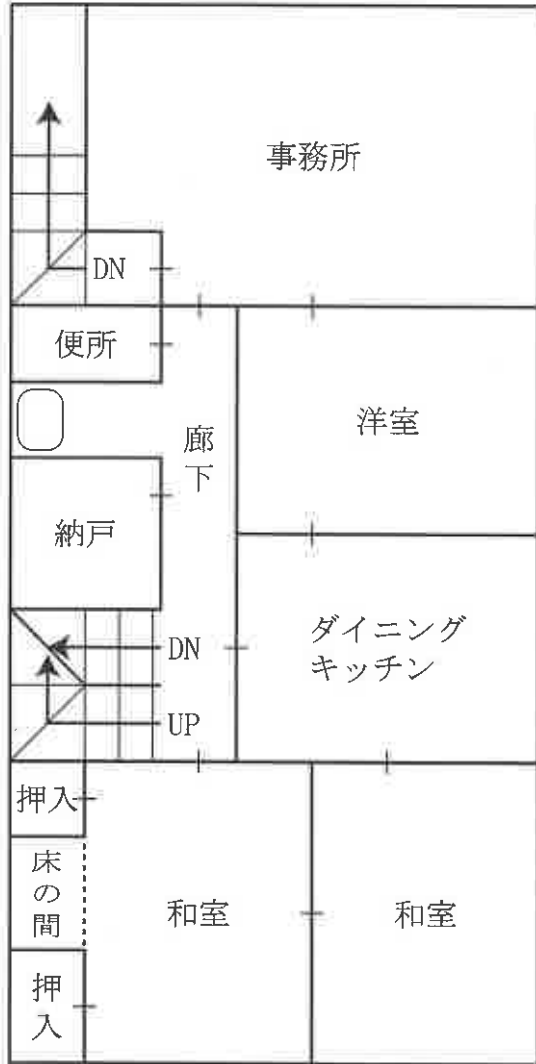 事務所
DN
便所
洋室
廊
下
納戸
ダイニング
キッチン
DN
UP
押入
床
の
間
和室
和室
押
入